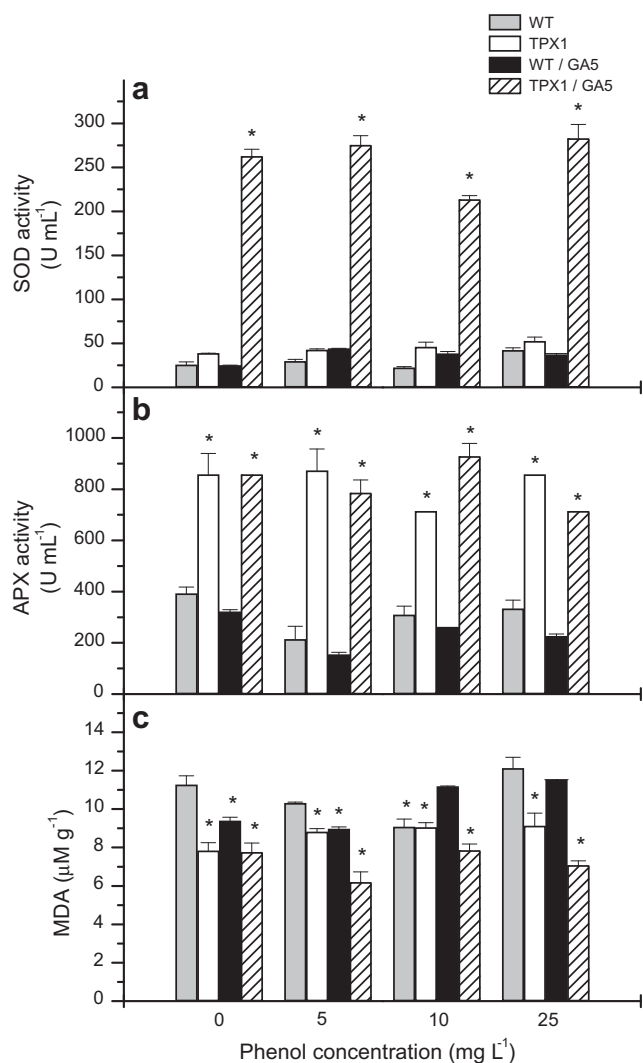 WT
TPX1
WT / GA5
TPX1 / GA5
a
SOD activity
(U mL⁻¹)
300
250
200
150
100
50
0
*
*
*
*
b
APX activity
(U mL⁻¹)
1000
800
600
400
200
0
*
*
*
*
*
*
*
*
c
MDA (µM g⁻¹)
14
12
10
8
6
4
2
0
* * *
* * *
* * *
* *
0 5 10 25
Phenol concentration (mg L⁻¹)